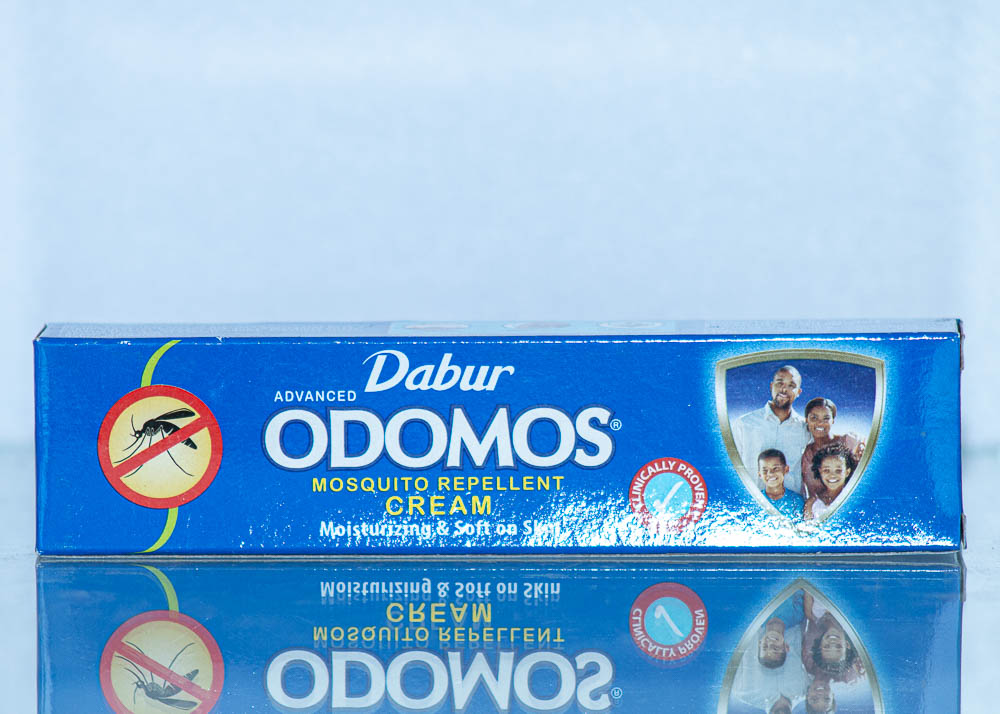 Dabur
ADVANCED
ODOMOS®
MOSQUITO REPELLENT
CREAM
Moisturizing & Soft on Skin
CLINICALLY PROVEN